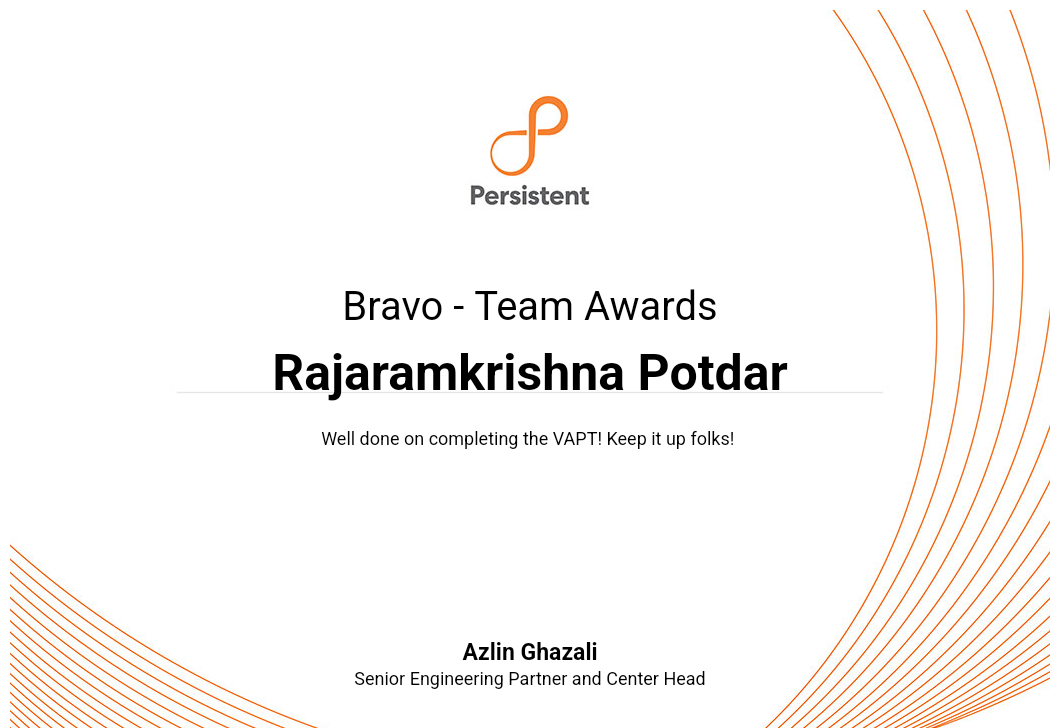 Persistent
Bravo - Team Awards
Rajaramkrishna Potdar
Well done on completing the VAPT! Keep it up folks!
Azlin Ghazali
Senior Engineering Partner and Center Head